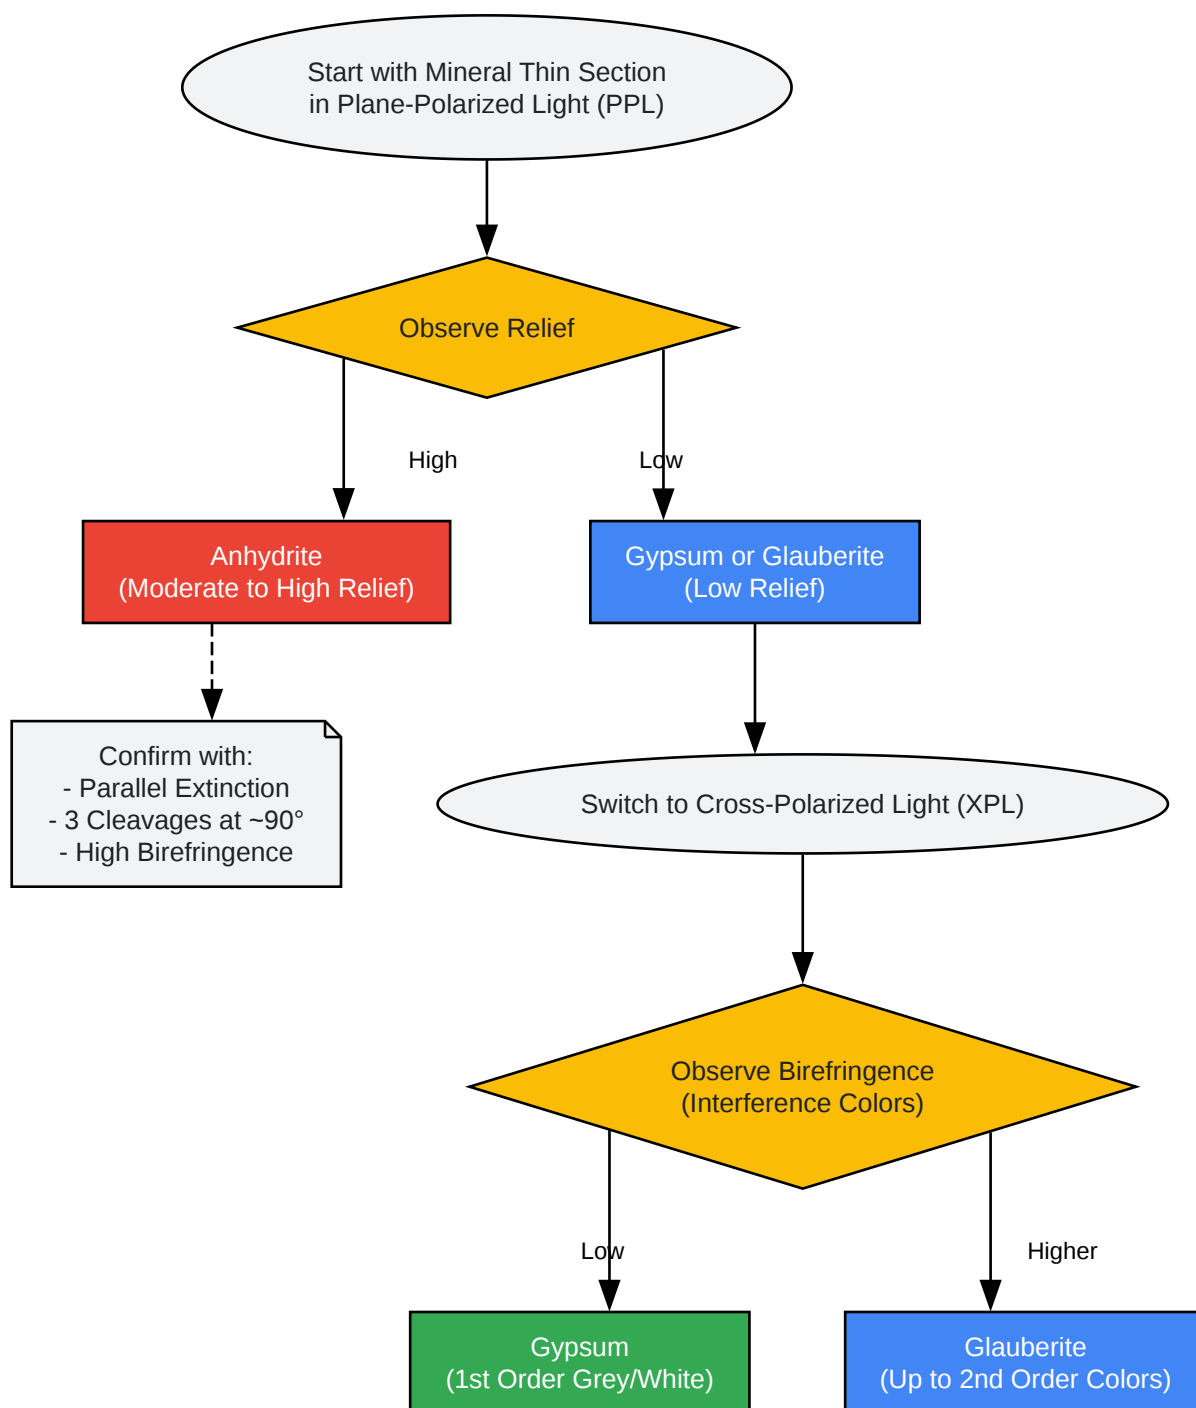 Start with Mineral Thin Section
in Plane-Polarized Light (PPL)
Observe Relief
High
Low
Anhydrite
(Moderate to High Relief)
Gypsum or Glauberite
(Low Relief)
Confirm with:
- Parallel Extinction
- 3 Cleavages at ~90°
- High Birefringence
Switch to Cross-Polarized Light (XPL)
Observe Birefringence
(Interference Colors)
Low
Higher
Gypsum
(1st Order Grey/White)
Glauberite
(Up to 2nd Order Colors)